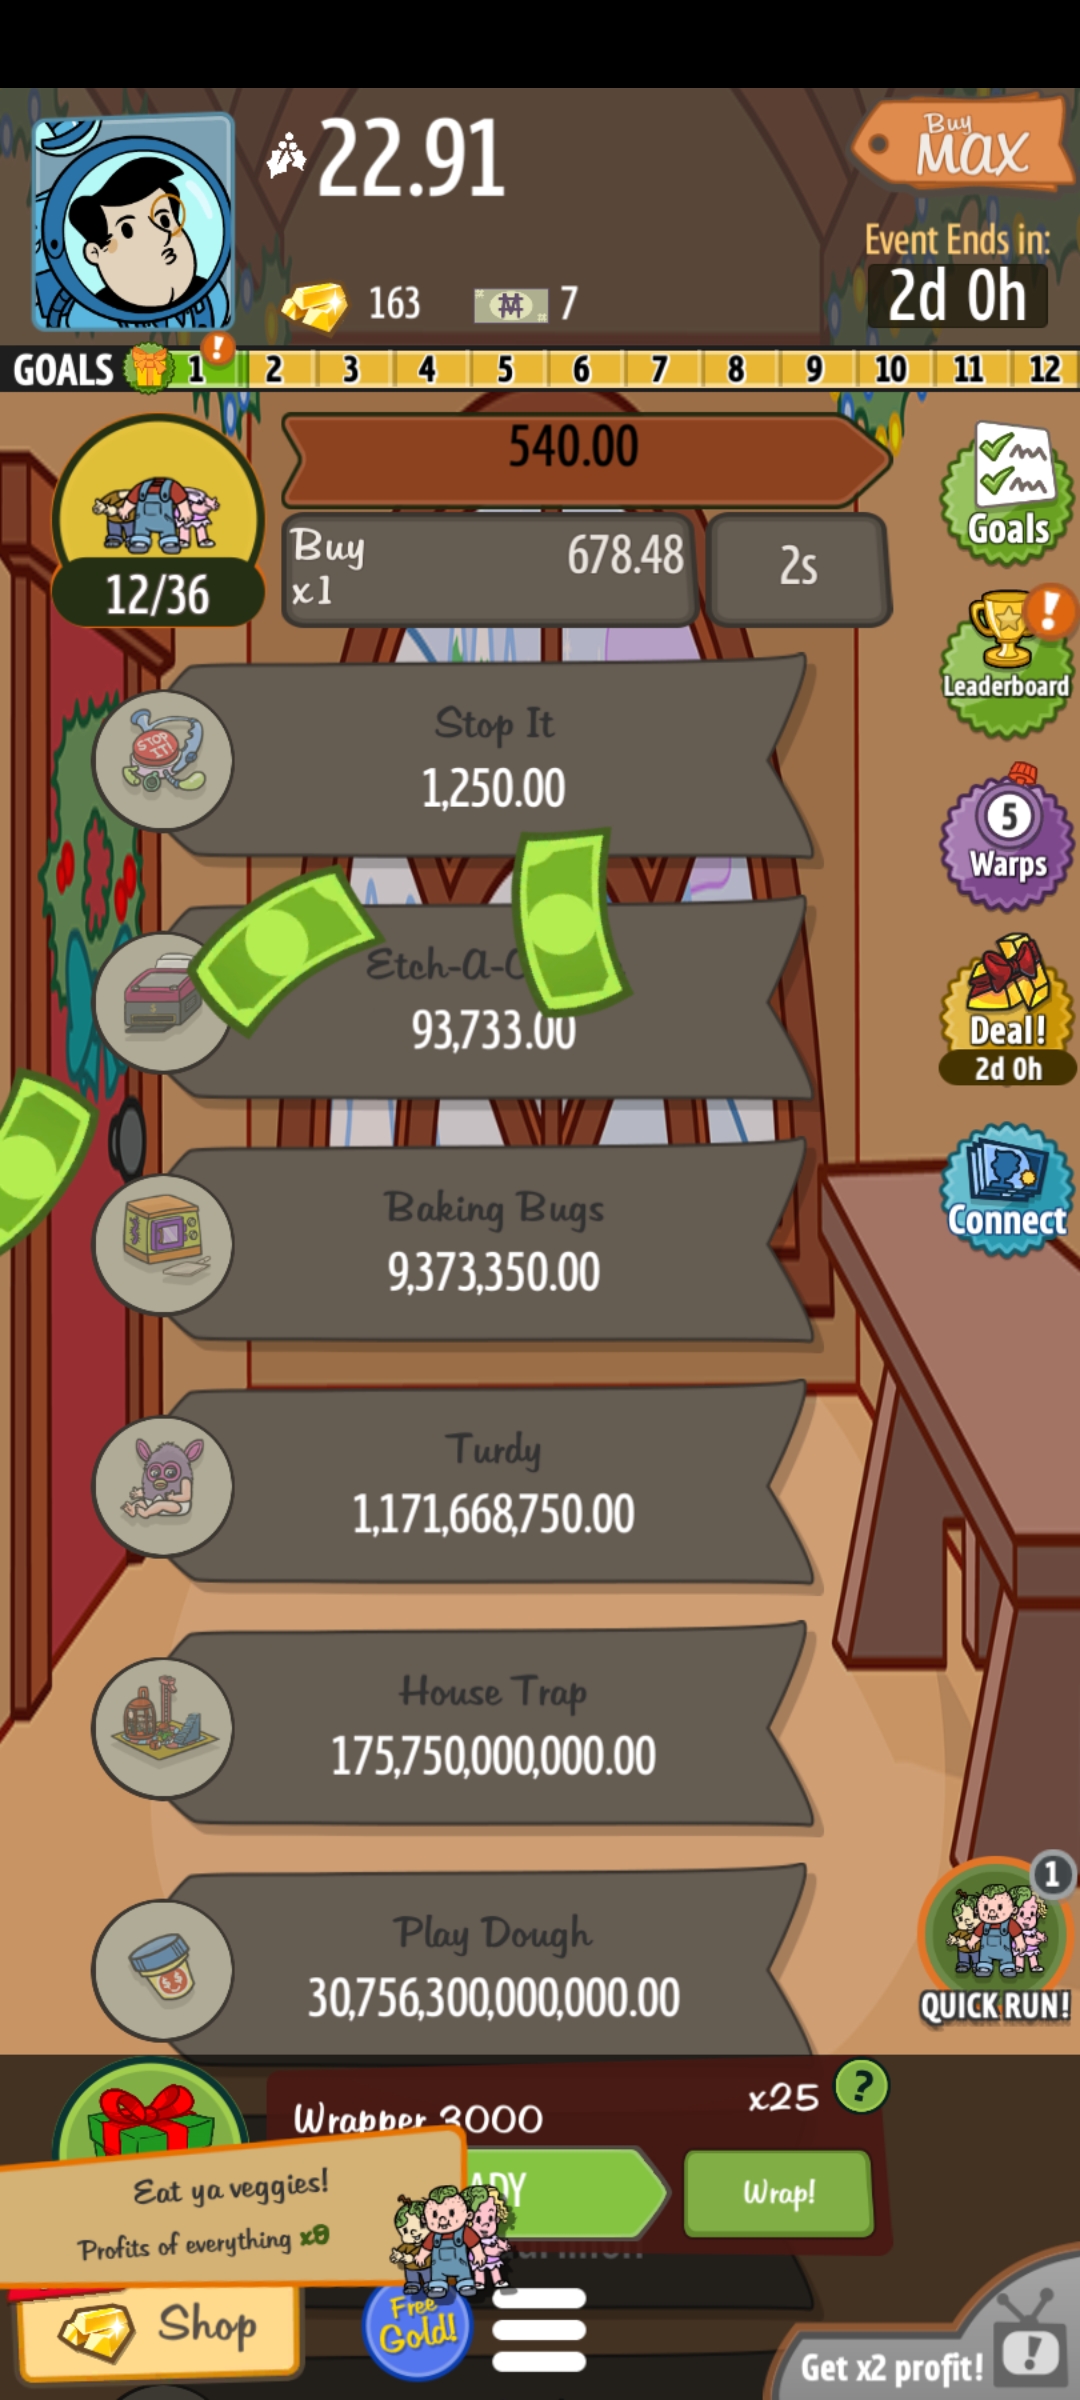 22.91
Buy
MAX
Event Ends in:
2d 0h
163
7
GOALS 1 ! 2 3 4 5 6 7 8 9 10 11 12
540.00
Buy
x1
678.48
2s
12/36
Goals
!
Leaderboard
Stop It
1,250.00
STOP
IT!
5
Warps
Etch-A-
93,733.00
Deal!
2d 0h
Baking Bugs
9,373,350.00
Connect
Turdy
1,171,668,750.00
House Trap
175,750,000,000.00
Play Dough
30,756,300,000,000.00
1
QUICK RUN!
Wrapper 3000
x25
?
ADY
Wrap!
Eat ya veggies!
Profits of everything x9
Shop
Free
Gold!
Get x2 profit!
!